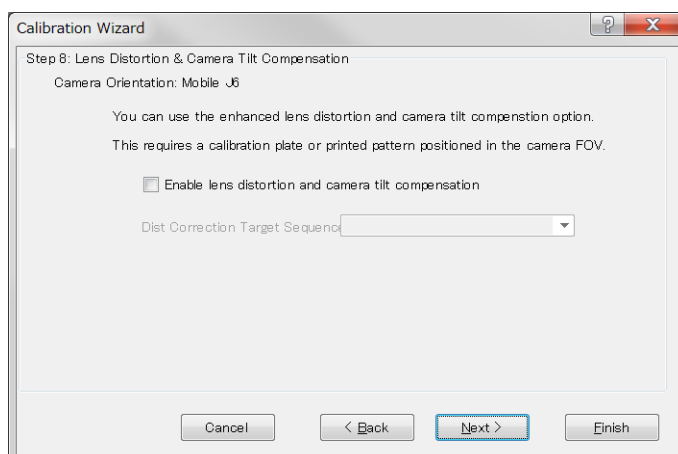 Calibration Wizard
?
X
Step 8: Lens Distortion & Camera Tilt Compensation
Camera Orientation: Mobile J6
You can use the enhanced lens distortion and camera tilt compenstion option.
This requires a calibration plate or printed pattern positioned in the camera FOV.
Enable lens distortion and camera tilt compensation
Dist Correction Target Sequence
Cancel
< Back
Next >
Finish